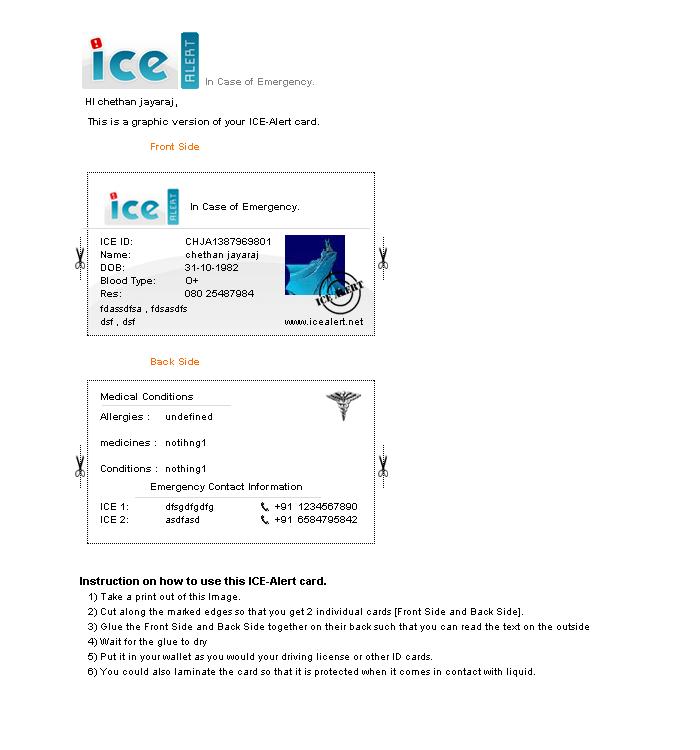 ice ALERT In Case of Emergency.
HI chethan jayaraj,
This is a graphic version of your ICE-Alert card.
Front Side
ice ALERT In Case of Emergency.
ICE ID: CHJA1387969801
Name: chethan jayaraj
DOB: 31-10-1982
Blood Type: O+
Res: 080 25487984
ICE ALERT
fdassdfsa , fdsasdfs
dsf , dsf www.icealert.net
Back Side
Medical Conditions
Allergies : undefined
medicines : notihng1
Conditions : nothing1
Emergency Contact Information
ICE 1: dfsgdfgdfg +91 1234567890
ICE 2: asdfasd +91 6584795842
Instruction on how to use this ICE-Alert card.
1) Take a print out of this Image.
2) Cut along the marked edges so that you get 2 individual cards [Front Side and Back Side].
3) Glue the Front Side and Back Side together on their back such that you can read the text on the outside
4) Wait for the glue to dry
5) Put it in your wallet as you would your driving license or other ID cards.
6) You could also laminate the card so that it is protected when it comes in contact with liquid.